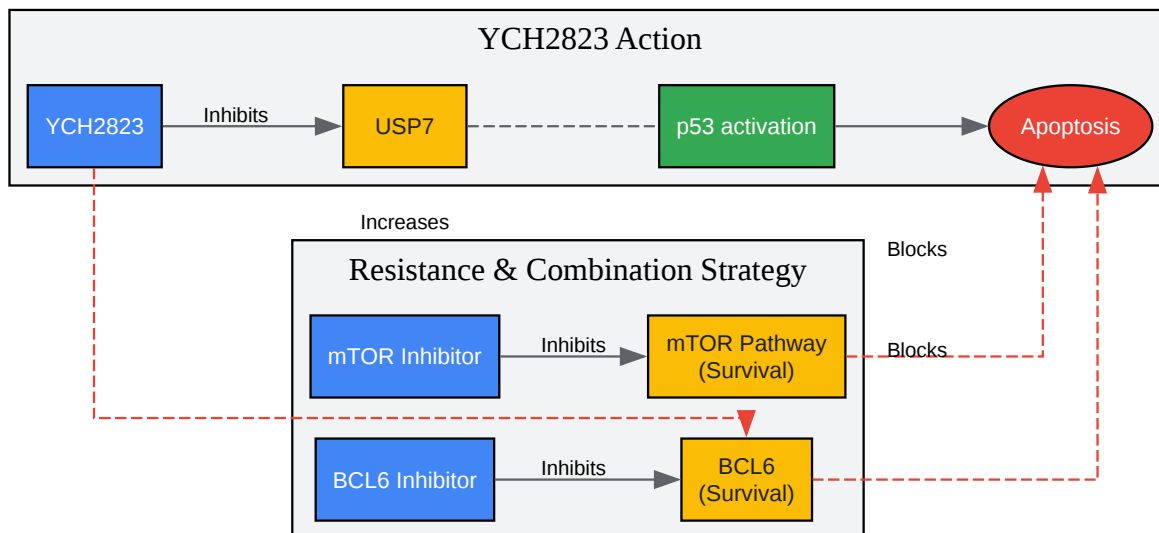 YCH2823 Action
YCH2823
Inhibits
USP7
p53 activation
Apoptosis
Increases
Blocks
Resistance & Combination Strategy
mTOR Inhibitor
Inhibits
mTOR Pathway
(Survival)
Blocks
BCL6 Inhibitor
Inhibits
BCL6
(Survival)